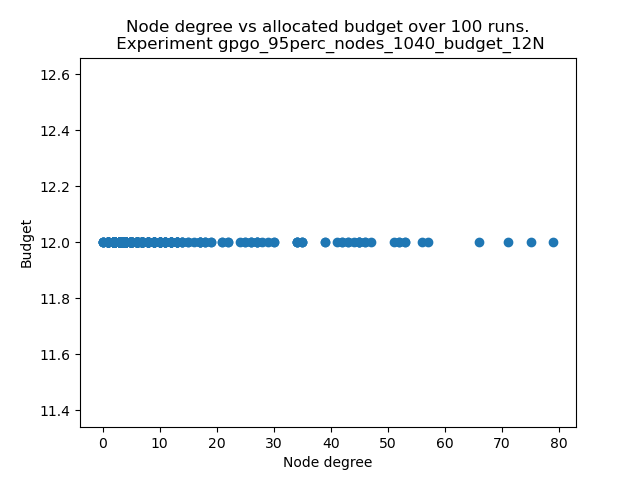 Node degree vs allocated budget over 100 runs.
Experiment gpgo_95perc_nodes_1040_budget_12N
12.6
12.4
12.2
12.0
11.8
11.6
11.4
Budget
0 10 20 30 40 50 60 70 80
Node degree